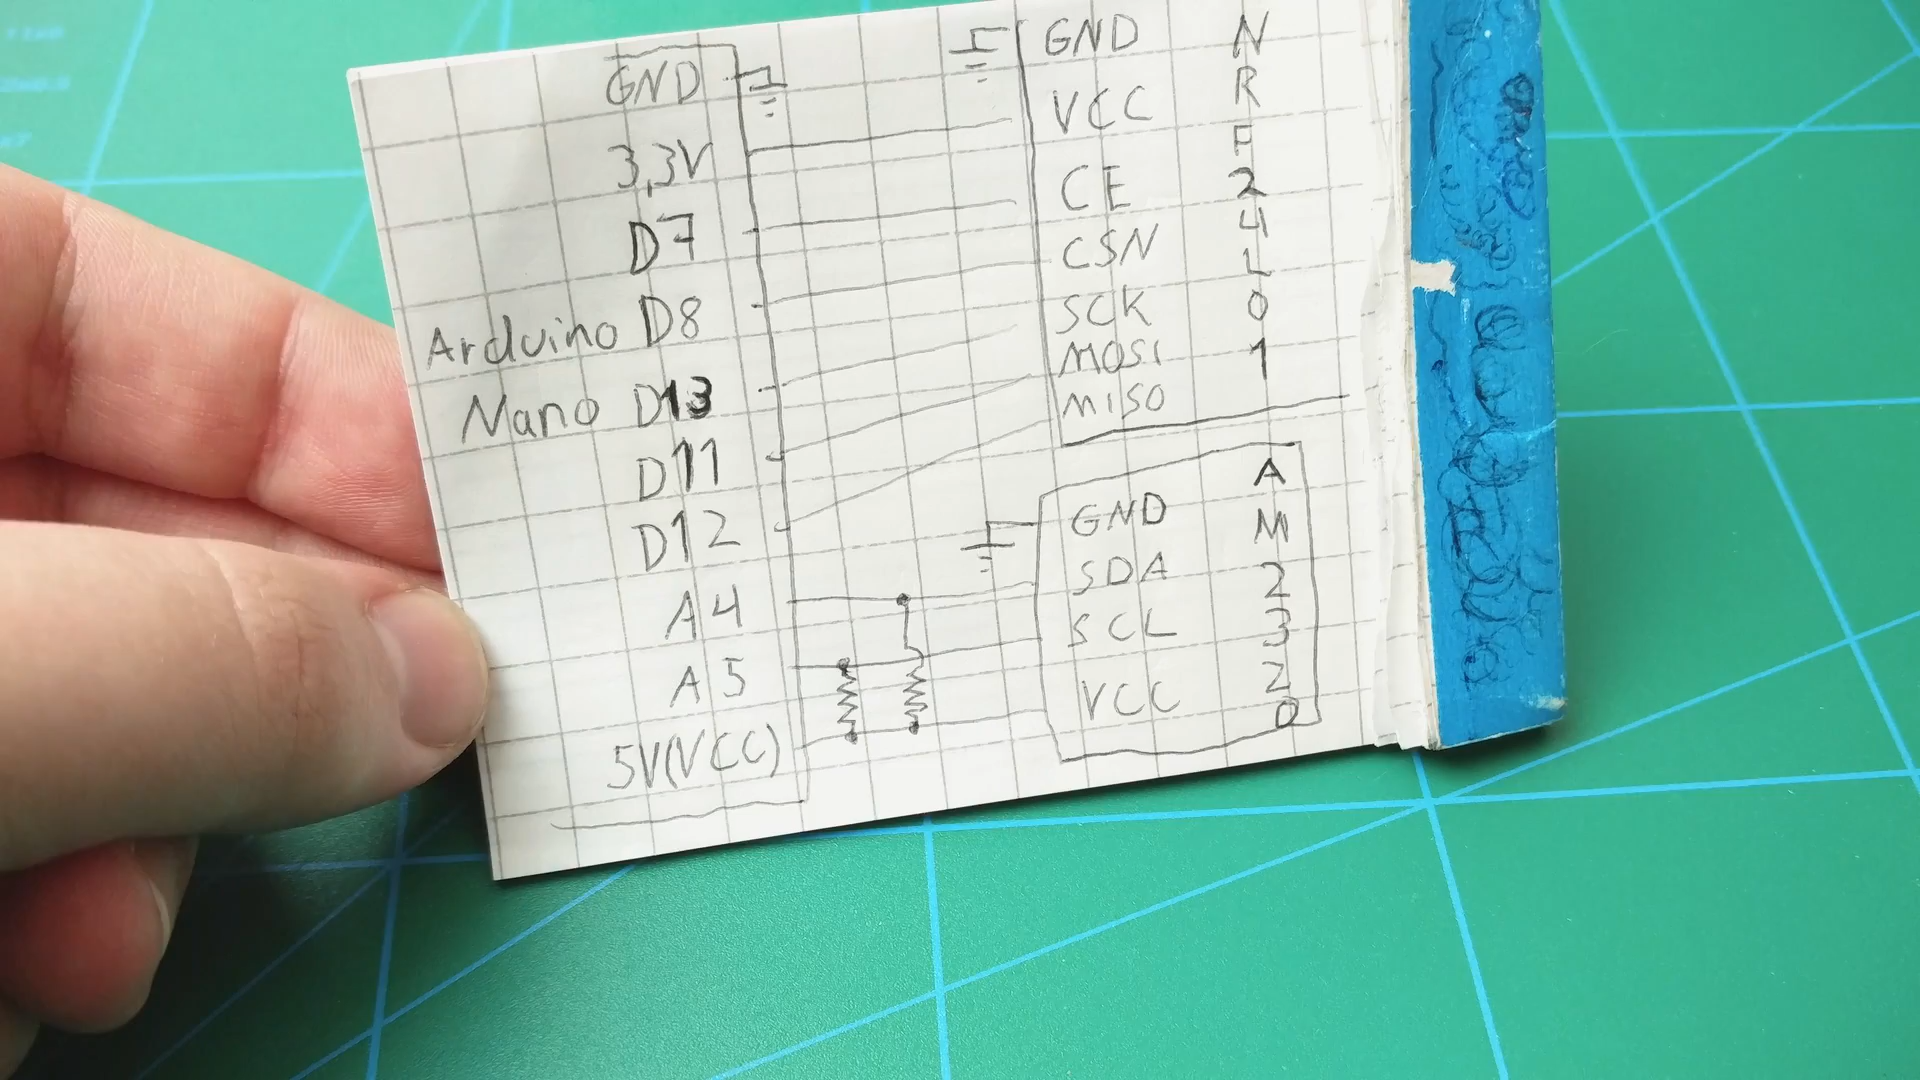 GND
3,3V
D7
Arduino D8
Nano D13
D11
D12
A4
A5
5V(VCC)
GND
VCC
CE
CSN
SCK
MOSI
MISO
NRF24L01
GND
SDA
SCL
VCC
AM2320